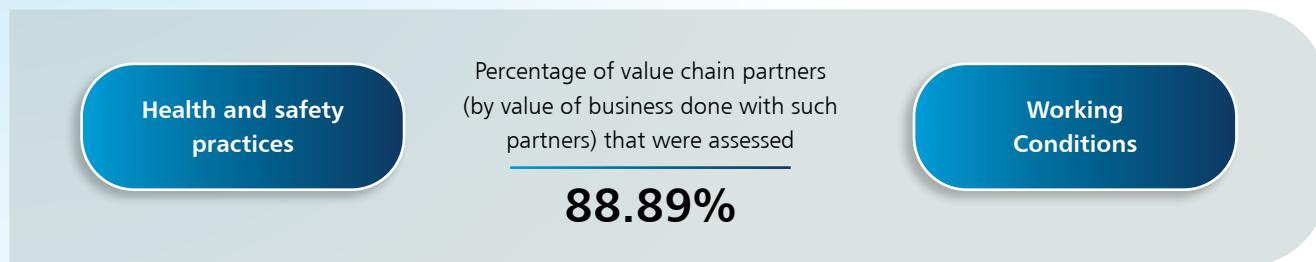 Health and safety
practices
Percentage of value chain partners
(by value of business done with such
partners) that were assessed
88.89%
Working
Conditions